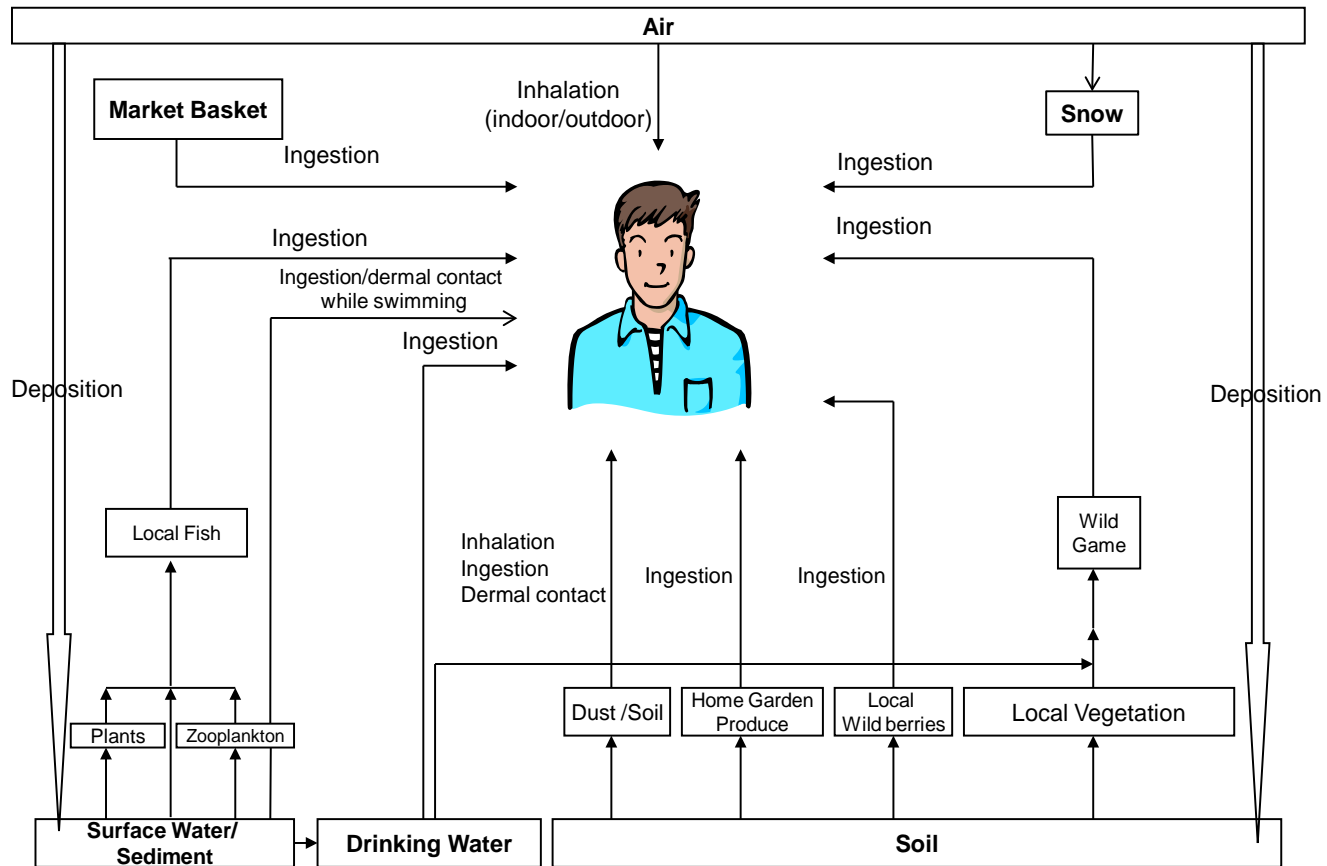 Air
Market Basket
Inhalation
(indoor/outdoor)
Snow
Ingestion
Ingestion
Ingestion
Ingestion
Ingestion/dermal contact
while swimming
Ingestion
Deposition
Deposition
Local Fish
Wild
Game
Inhalation
Ingestion
Dermal contact
Ingestion
Ingestion
Plants
Zooplankton
Dust /Soil
Home Garden
Produce
Local
Wild berries
Local Vegetation
Surface Water/
Sediment
Drinking Water
Soil